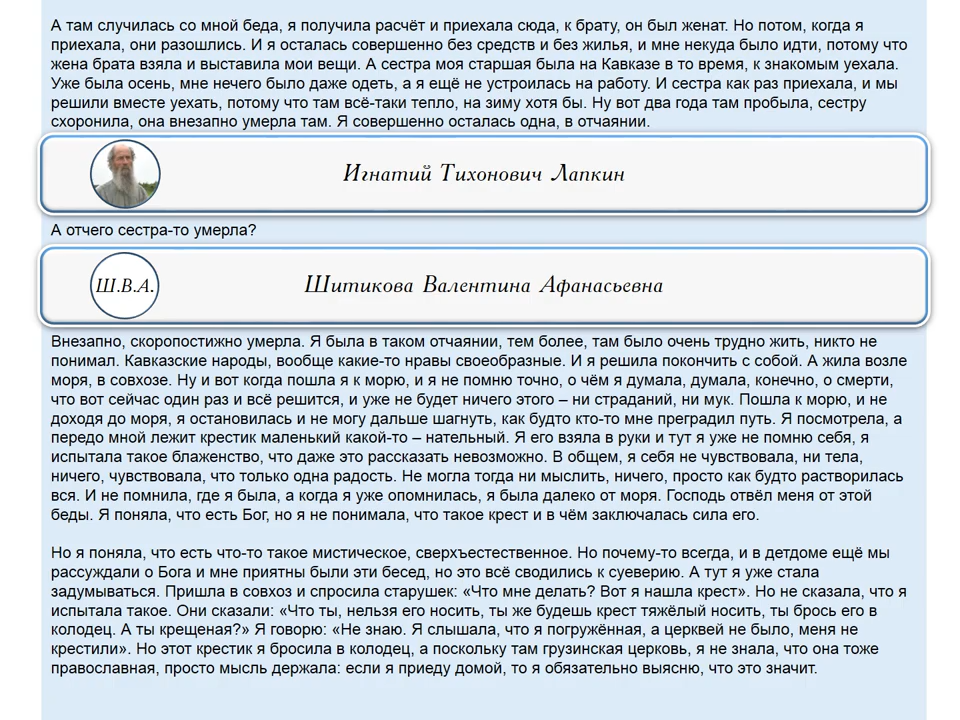 А там случилась со мной беда, я получила расчёт и приехала сюда, к брату, он был женат. Но потом, когда я
приехала, они разошлись. И я осталась совершенно без средств и без жилья, и мне некуда было идти, потому что
жена брата взяла и выставила мои вещи. А сестра моя старшая была на Кавказе в то время, к знакомым уехала.
Уже была осень, мне нечего было даже одеть, а я ещё не устроилась на работу. И сестра как раз приехала, и мы
решили вместе уехать, потому что там всё-таки тепло, на зиму хотя бы. Ну вот два года там пробыла, сестру
схоронила, она внезапно умерла там. Я совершенно осталась одна, в отчаянии.
Игнатий Тихонович Лапкин
А отчего сестра-то умерла?
Ш.В.А.
Шитикова Валентина Афанасьевна
Внезапно, скоропостижно умерла. Я была в таком отчаянии, тем более, там было очень трудно жить, никто не
понимал. Кавказские народы, вообще какие-то нравы своеобразные. И я решила покончить с собой. А жила возле
моря, в совхозе. Ну и вот когда пошла я к морю, и я не помню точно, о чём я думала, думала, конечно, о смерти,
что вот сейчас один раз и всё решится, и уже не будет ничего этого – ни страданий, ни мук. Пошла к морю, и не
доходя до моря, я остановилась и не могу дальше шагнуть, как будто кто-то мне преградил путь. Я посмотрела, а
передо мной лежит крестик маленький какой-то – нательный. Я его взяла в руки и тут я уже не помню себя, я
испытала такое блаженство, что даже это рассказать невозможно. В общем, я себя не чувствовала, ни тела,
ничего, чувствовала, что только одна радость. Не могла тогда ни мыслить, ничего, просто как будто растворилась
вся. И не помнила, где я была, а когда я уже опомнилась, я была далеко от моря. Господь отвёл меня от этой
беды. Я поняла, что есть Бог, но я не понимала, что такое крест и в чём заключалась сила его.
Но я поняла, что есть что-то такое мистическое, сверхъестественное. Но почему-то всегда, и в детдоме ещё мы
рассуждали о Бога и мне приятны были эти бесед, но это всё сводились к суеверию. А тут я уже стала
задумываться. Пришла в совхоз и спросила старушек: «Что мне делать? Вот я нашла крест». Но не сказала, что я
испытала такое. Они сказали: «Что ты, нельзя его носить, ты же будешь крест тяжёлый носить, ты брось его в
колодец. А ты крещеная?» Я говорю: «Не знаю. Я слышала, что я погружённая, а церквей не было, меня не
крестили». Но этот крестик я бросила в колодец, а поскольку там грузинская церковь, я не знала, что она тоже
православная, просто мысль держала: если я приеду домой, то я обязательно выясню, что это значит.